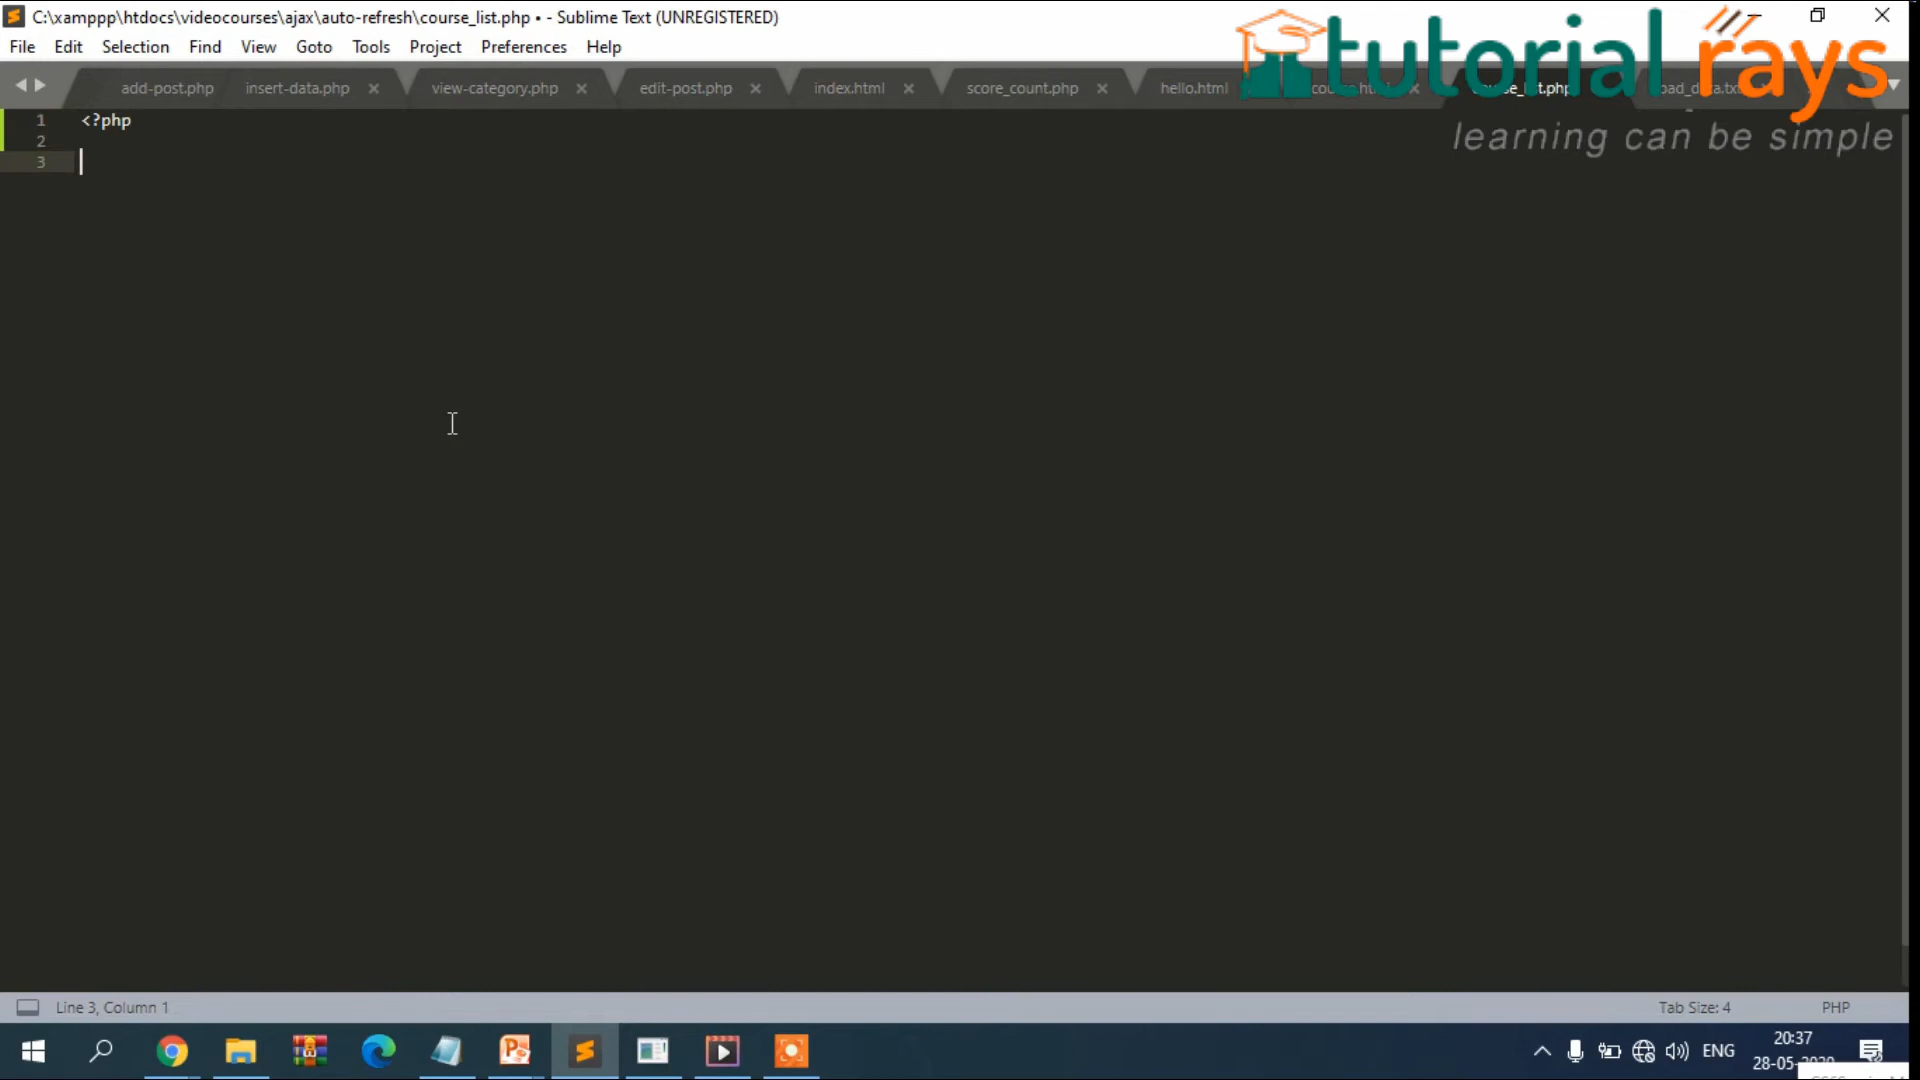 C:\xamppp\htdocs\videocourses\ajax\auto-refresh\course_list.php • - Sublime Text (UNREGISTERED)
File Edit Selection Find View Goto Tools Project Preferences Help
tutorial rays
learning can be simple
add-post.php insert-data.php view-category.php edit-post.php index.html score_count.php hello.html
1 <?php
2
3
Line 3, Column 1 Tab Size: 4 PHP
ENG 20:37